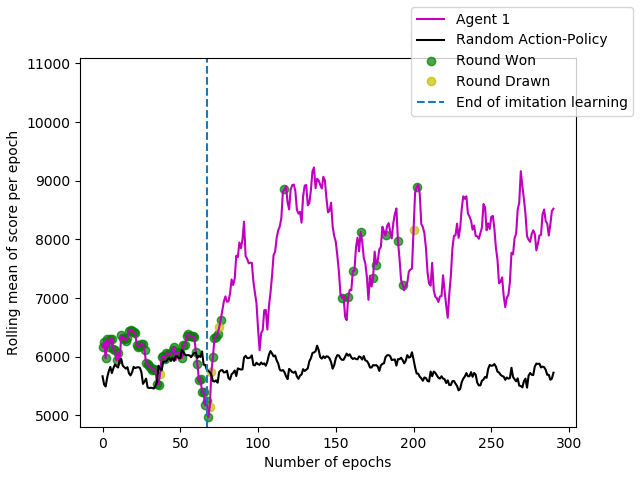 Agent 1
Random Action-Policy
Round Won
Round Drawn
End of imitation learning
11000
10000
9000
8000
7000
6000
5000
Rolling mean of score per epoch
0 50 100 150 200 250 300
Number of epochs